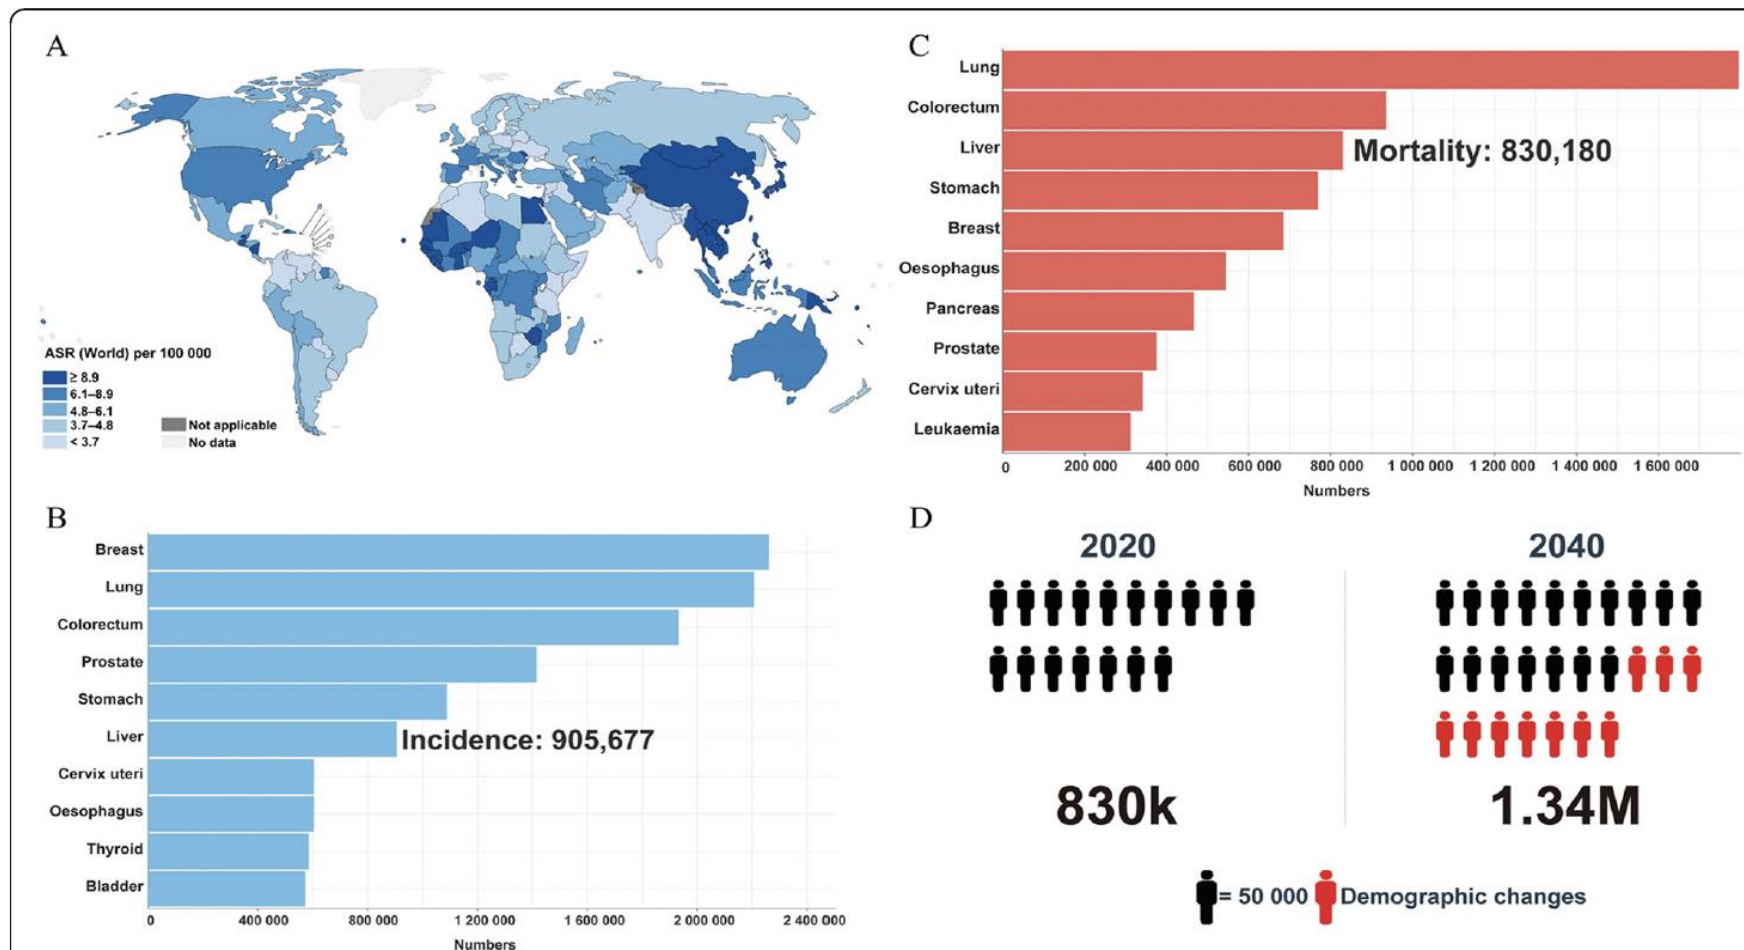 A
ASR (World) per 100 000
≥ 8.9
6.1–8.9
4.8–6.1
3.7–4.8
< 3.7
Not applicable
No data
B
Breast
Lung
Colorectum
Prostate
Stomach
Liver
Incidence: 905,677
Cervix uteri
Oesophagus
Thyroid
Bladder
0 400 000 800 000 1 200 000 1 600 000 2 000 000 2 400 000
Numbers
C
Lung
Colorectum
Liver
Mortality: 830,180
Stomach
Breast
Oesophagus
Pancreas
Prostate
Cervix uteri
Leukaemia
0 200 000 400 000 600 000 800 000 1 000 000 1 200 000 1 400 000 1 600 000
Numbers
D
2020 2040
830k 1.34M
= 50 000 Demographic changes